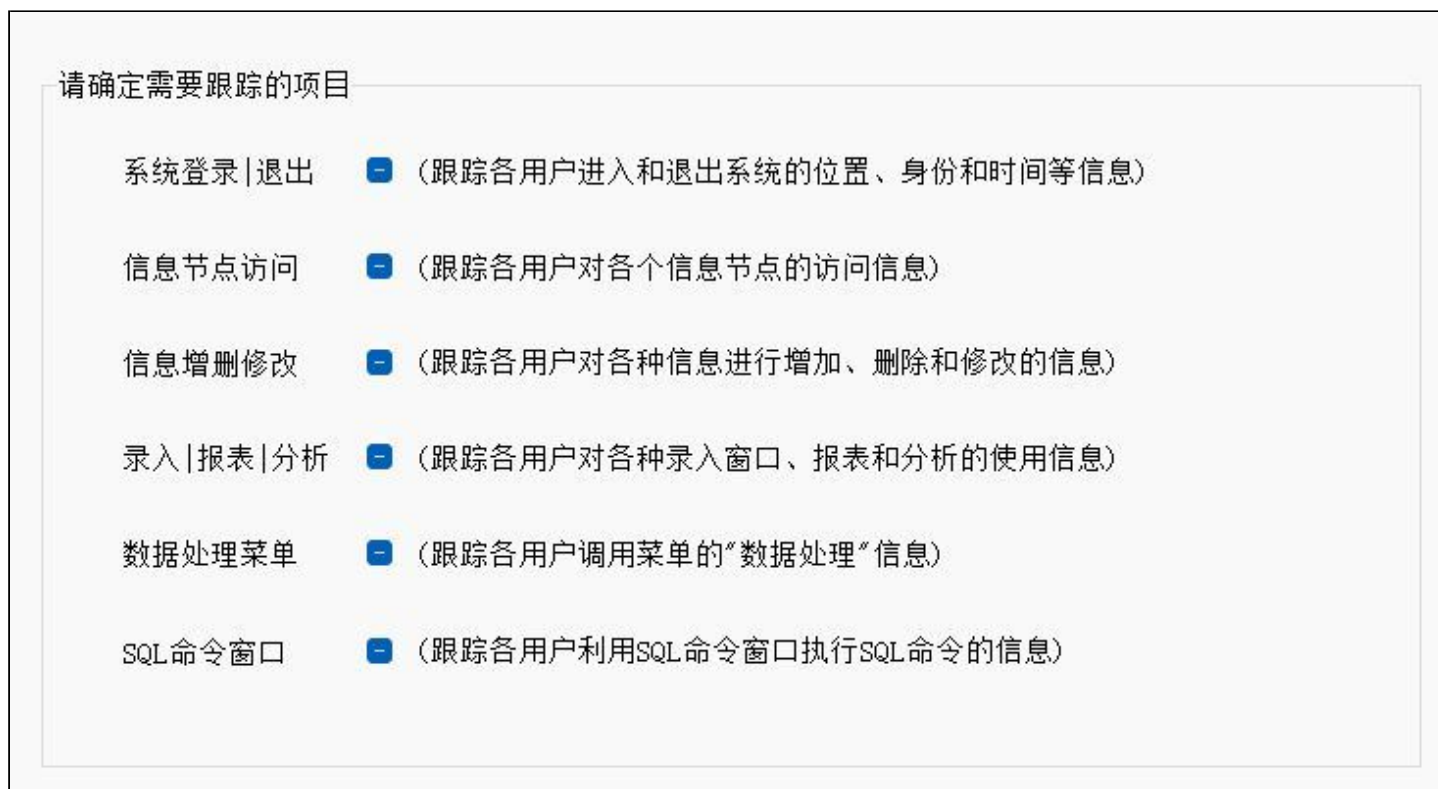 请确定需要跟踪的项目
系统登录|退出 (跟踪各用户进入和退出系统的位置、身份和时间等信息)
信息节点访问 (跟踪各用户对各个信息节点的访问信息)
信息增删修改 (跟踪各用户对各种信息进行增加、删除和修改的信息)
录入|报表|分析 (跟踪各用户对各种录入窗口、报表和分析的使用信息)
数据处理菜单 (跟踪各用户调用菜单的"数据处理"信息)
SQL命令窗口 (跟踪各用户利用SQL命令窗口执行SQL命令的信息)